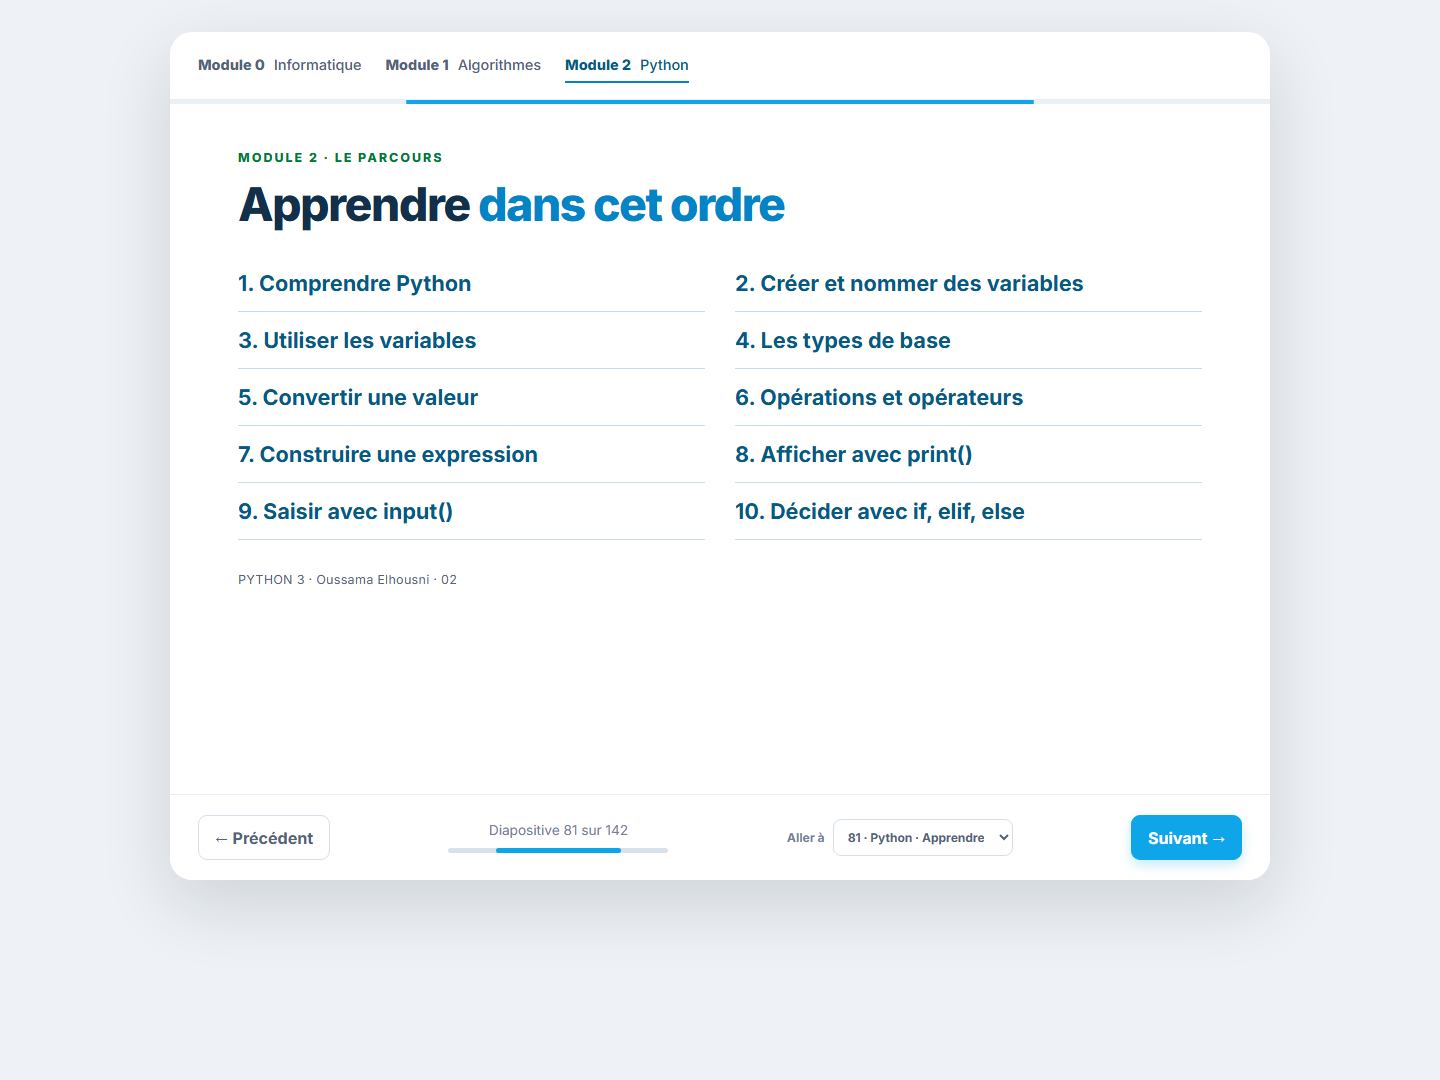 Module 0 Informatique Module 1 Algorithmes Module 2 Python
MODULE 2 · LE PARCOURS
Apprendre dans cet ordre
1. Comprendre Python
2. Créer et nommer des variables
3. Utiliser les variables
4. Les types de base
5. Convertir une valeur
6. Opérations et opérateurs
7. Construire une expression
8. Afficher avec print()
9. Saisir avec input()
10. Décider avec if, elif, else
PYTHON 3 · Oussama Elhousni · 02
← Précédent
Diapositive 81 sur 142
Aller à
81 · Python · Apprendre
Suivant →